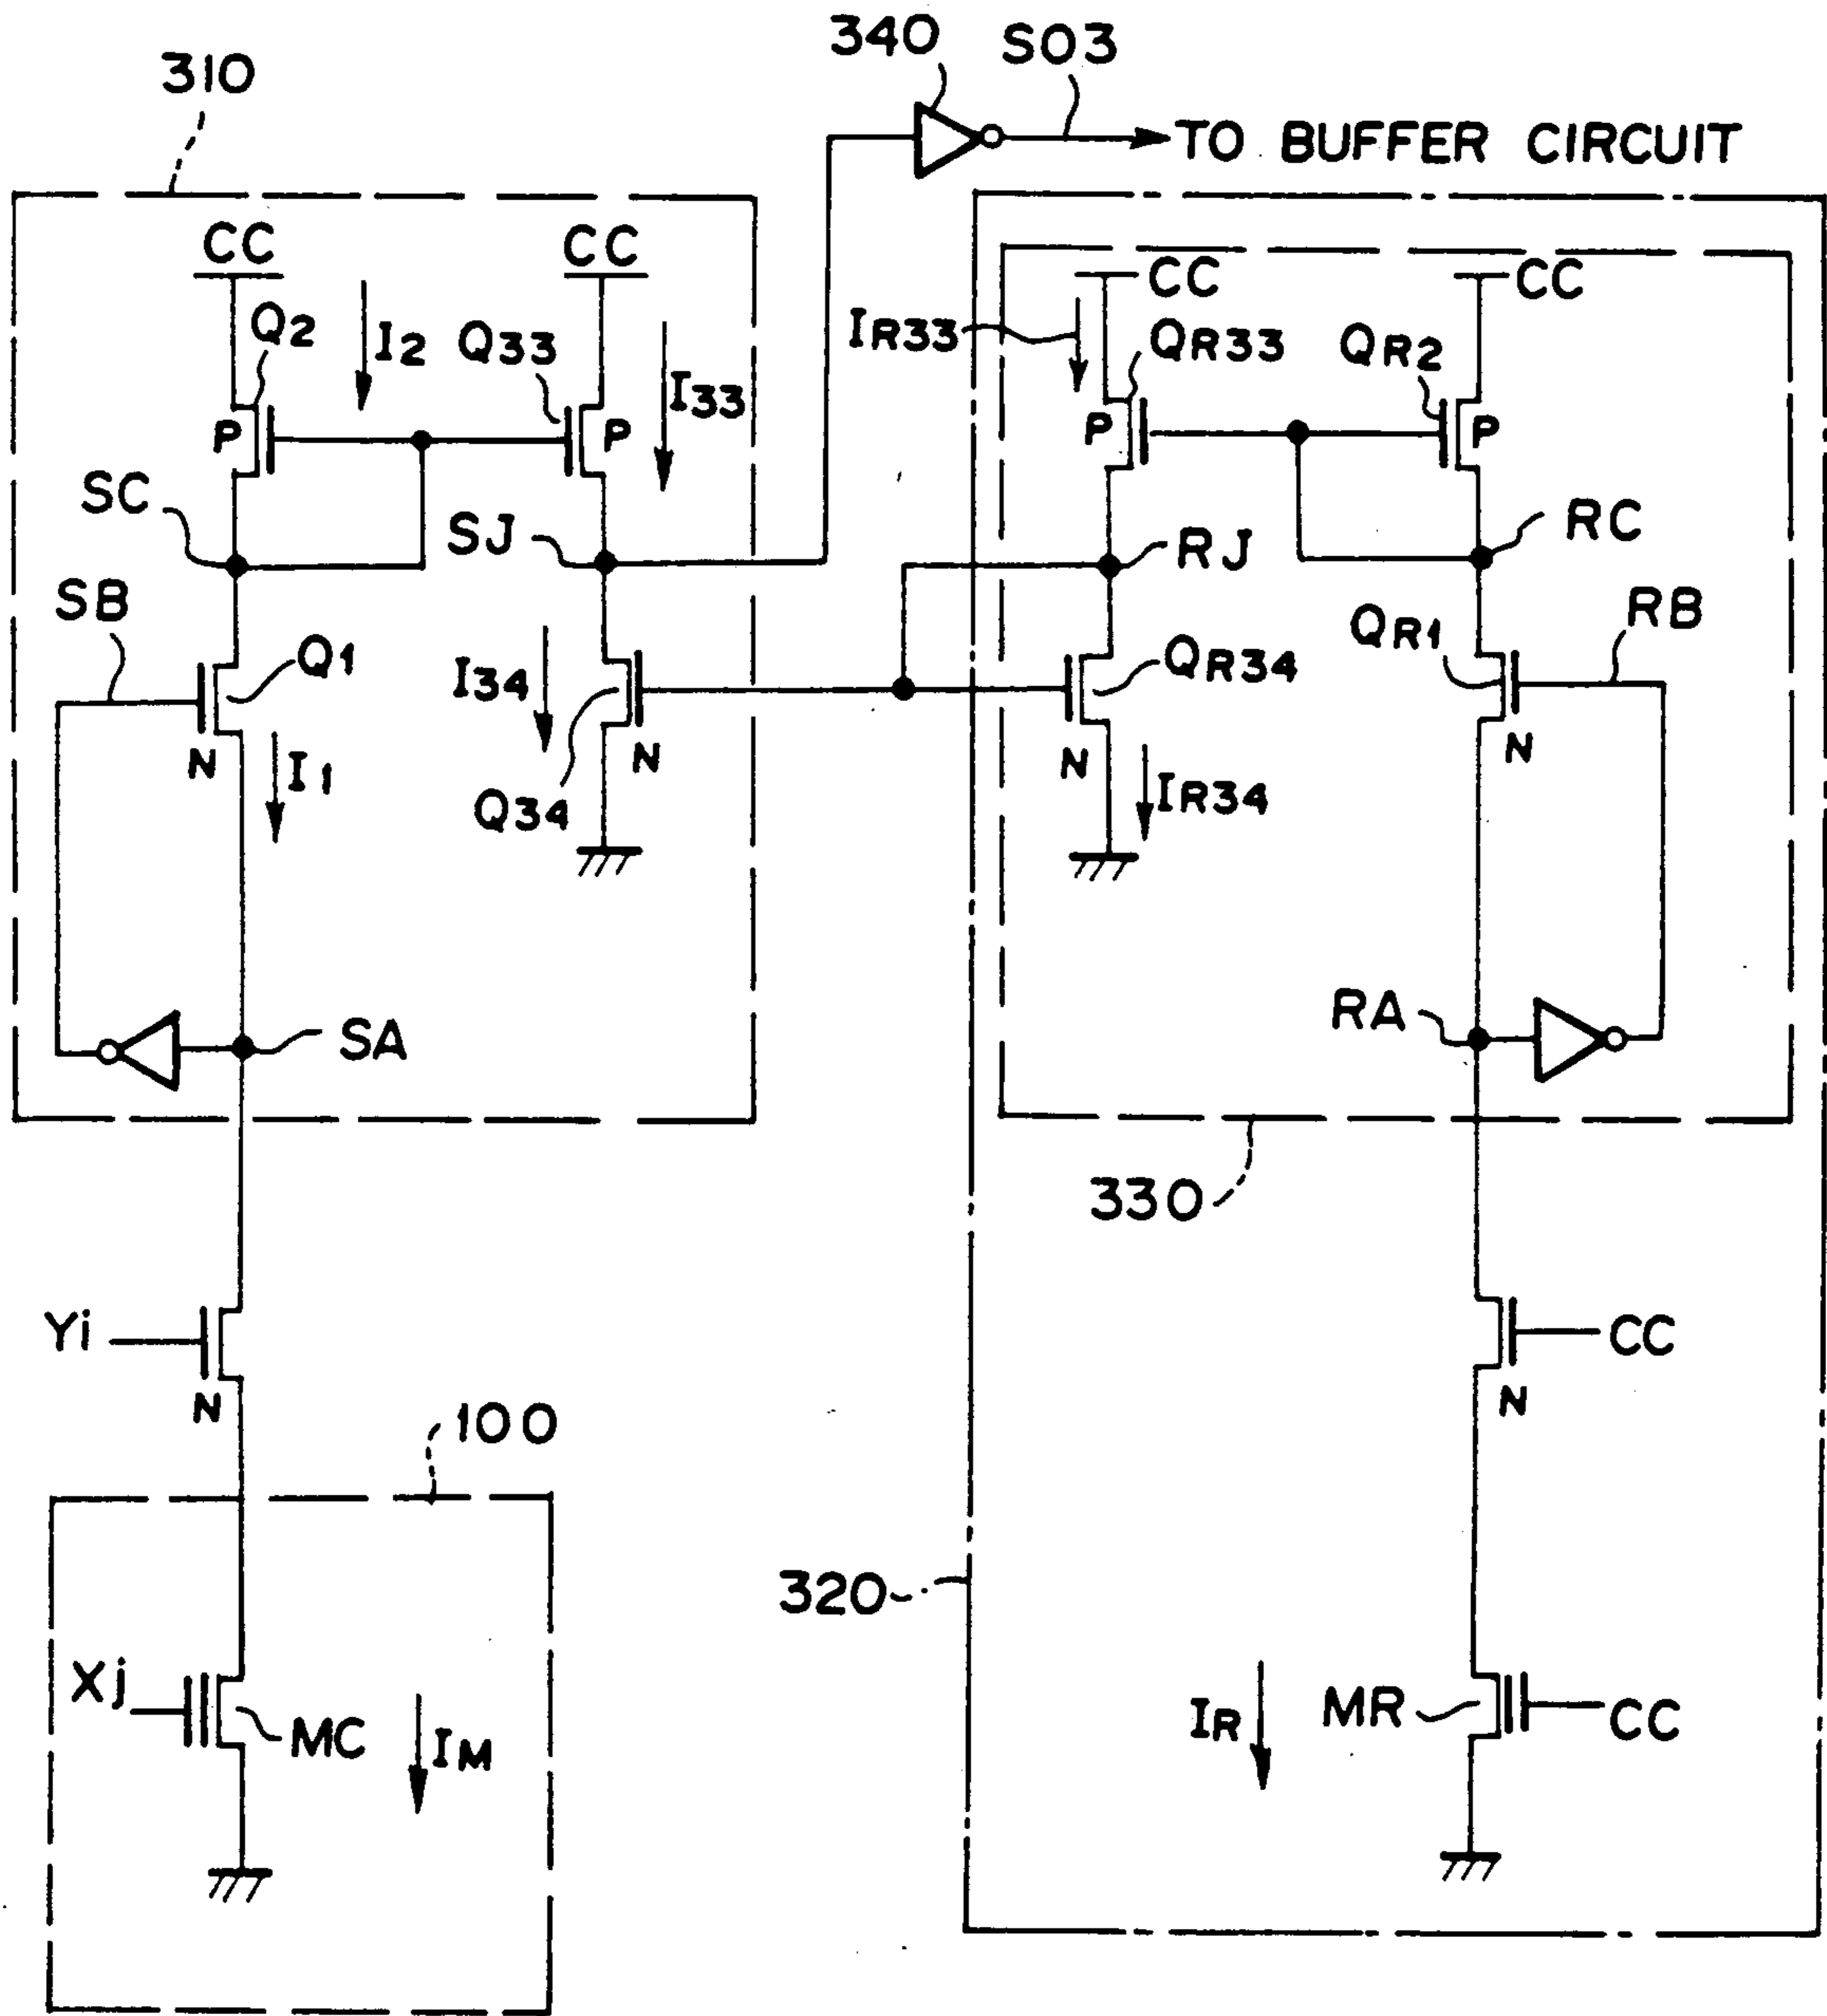 340 S03
310
TO BUFFER CIRCUIT
CC CC
CC CC
Q2 I2 Q33 I33
IR33 QR33 QR2
P P
P P
SC SJ
RJ RC
SB Q1
I34
QR34 QR1 RB
N I1 Q34 N
N IR34 N
SA
RA
330
Yi
N
CC
N
100
320
Xj MC IM
IR MR CC